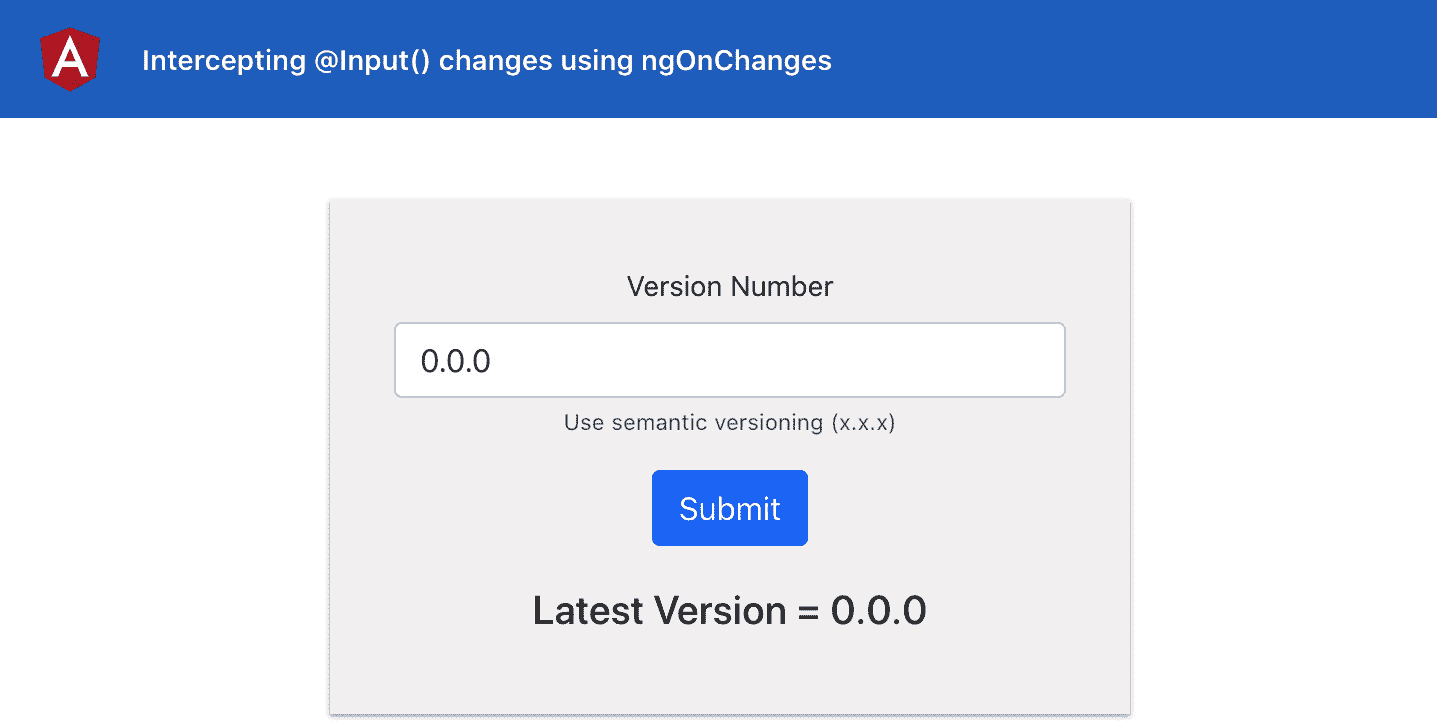 Intercepting @Input() changes using ngOnChanges
Version Number
0.0.0
Use semantic versioning (x.x.x)
Submit
Latest Version = 0.0.0